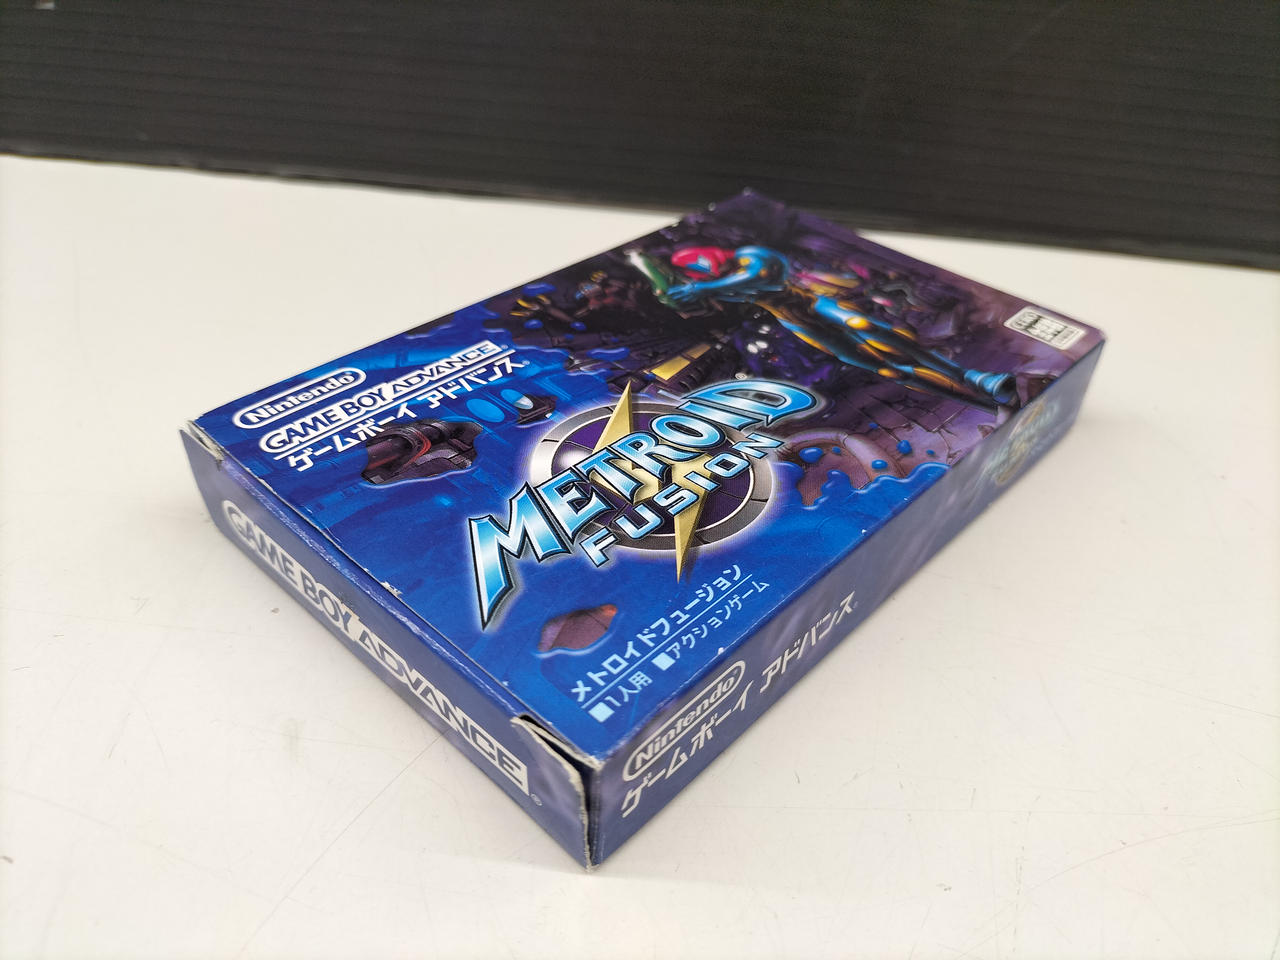 Nintendo
GAME BOY ADVANCE
ゲームボーイ アドバンス
METROID
FUSION
メトロイドフュージョン
■1人用 ■アクションゲーム
GAME BOY ADVANCE
Nintendo
ゲームボーイ アドバンス